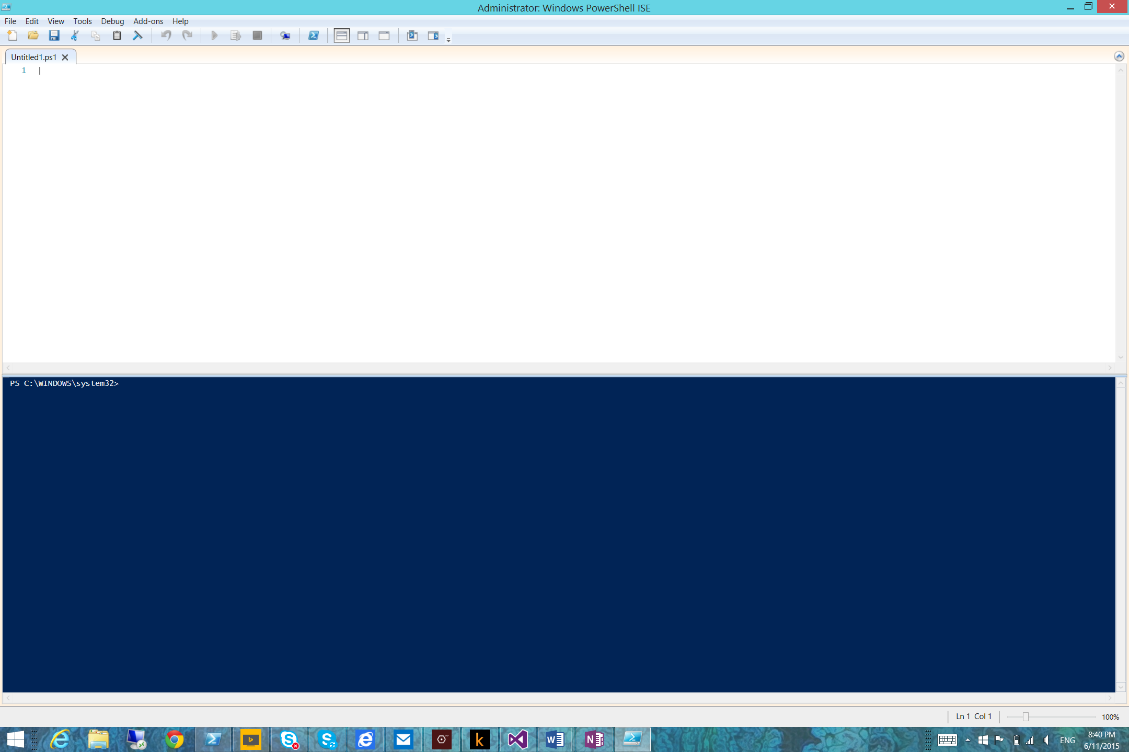 Administrator: Windows PowerShell ISE
File Edit View Tools Debug Add-ons Help
Untitled1.ps1
1
PS C:\WINDOWS\system32>
Ln 1 Col 1 100%
ENG
8:40 PM
6/11/2015